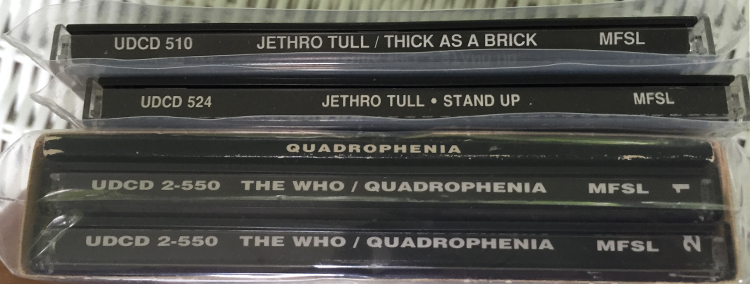 UDCD 510 JETHRO TULL / THICK AS A BRICK MFSL
UDCD 524 JETHRO TULL • STAND UP MFSL
QUADROPHENIA
UDCD 2-550 THE WHO / QUADROPHENIA MFSL 1
UDCD 2-550 THE WHO / QUADROPHENIA MFSL 2